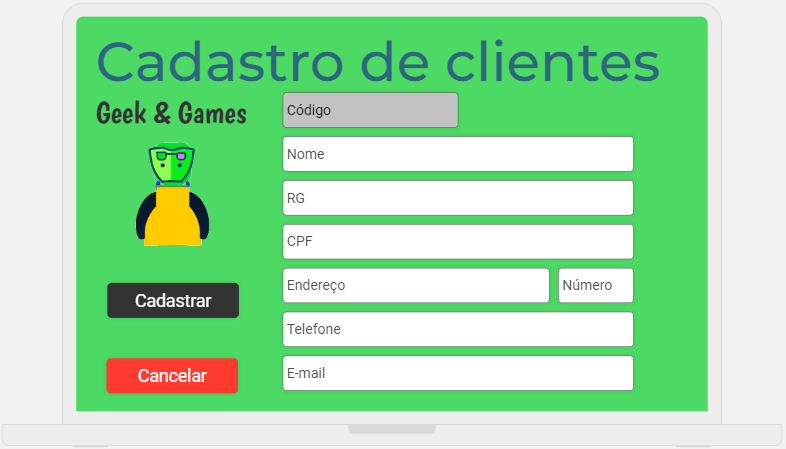 Cadastro de clientes
Geek & Games
Código
Nome
RG
CPF
Endereço Número
Telefone
E-mail
Cadastrar
Cancelar